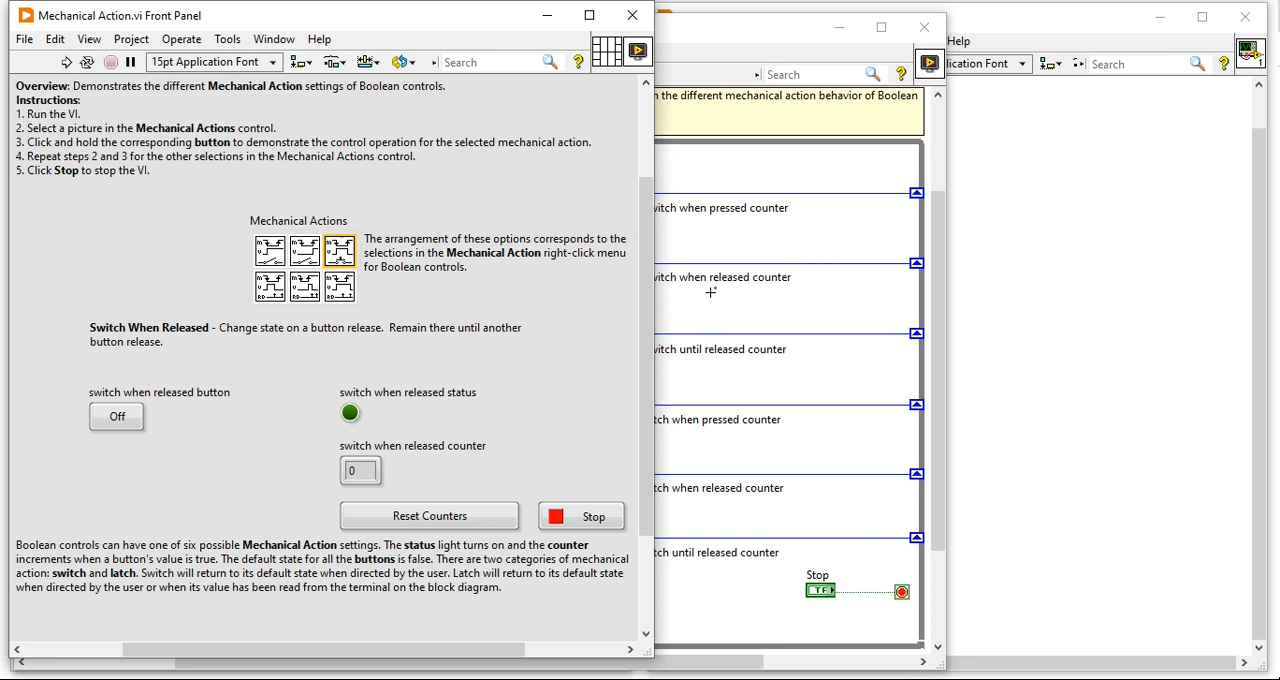 Mechanical Action.vi Front Panel
File Edit View Project Operate Tools Window Help
15pt Application Font Search
Overview: Demonstrates the different Mechanical Action settings of Boolean controls.
Instructions:
1. Run the VI.
2. Select a picture in the Mechanical Actions control.
3. Click and hold the corresponding button to demonstrate the control operation for the selected mechanical action.
4. Repeat steps 2 and 3 for the other selections in the Mechanical Actions control.
5. Click Stop to stop the VI.
Mechanical Actions
The arrangement of these options corresponds to the
selections in the Mechanical Action right-click menu
for Boolean controls.
Switch When Released - Change state on a button release. Remain there until another
button release.
switch when released button
Off
switch when released status
switch when released counter
0
Reset Counters
Stop
Boolean controls can have one of six possible Mechanical Action settings. The status light turns on and the counter
increments when a button's value is true. The default state for all the buttons is false. There are two categories of mechanical
action: switch and latch. Switch will return to its default state when directed by the user. Latch will return to its default state
when directed by the user or when its value has been read from the terminal on the block diagram.
Search
the different mechanical action behavior of Boolean
witch when pressed counter
witch when released counter
witch until released counter
tch when pressed counter
tch when released counter
tch until released counter
Stop
TF
Help
lication Font Search
1